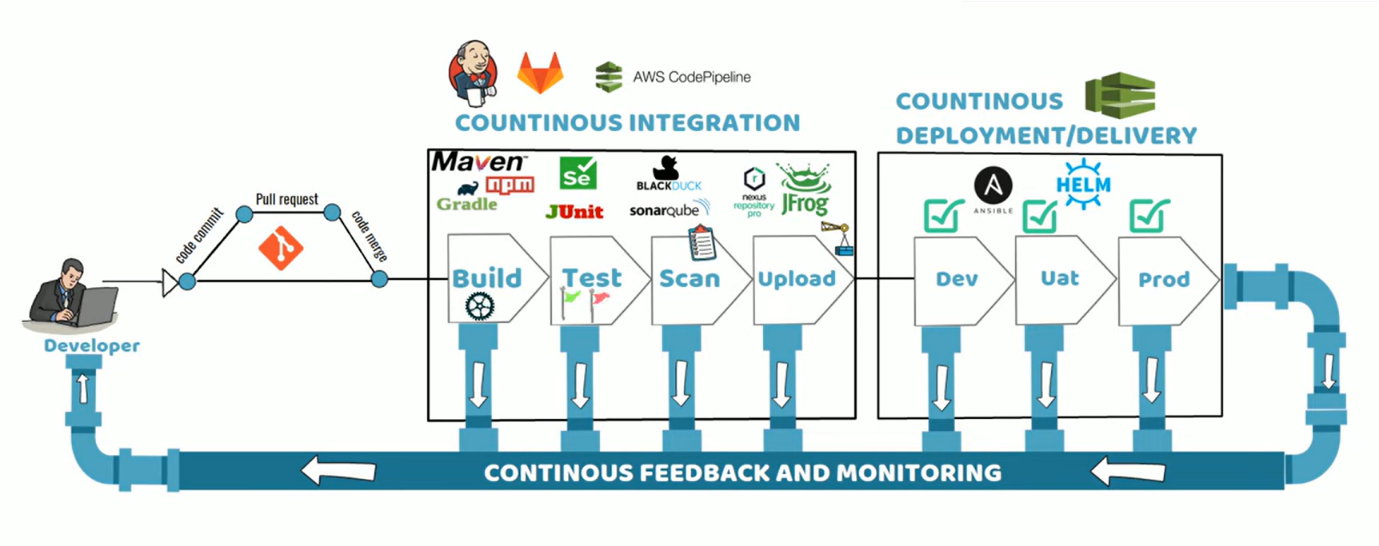 AWS CodePipeline
COUNTINOUS INTEGRATION
COUNTINOUS
DEPLOYMENT/DELIVERY
Maven™
npm
Gradle
Se
JUnit
BLACKDUCK
sonarqube
nexus
repository
pro
JFrog
ANSIBLE
HELM
code commit
Pull request
code merge
Build
Test
Scan
Upload
Dev
Uat
Prod
Developer
CONTINOUS FEEDBACK AND MONITORING